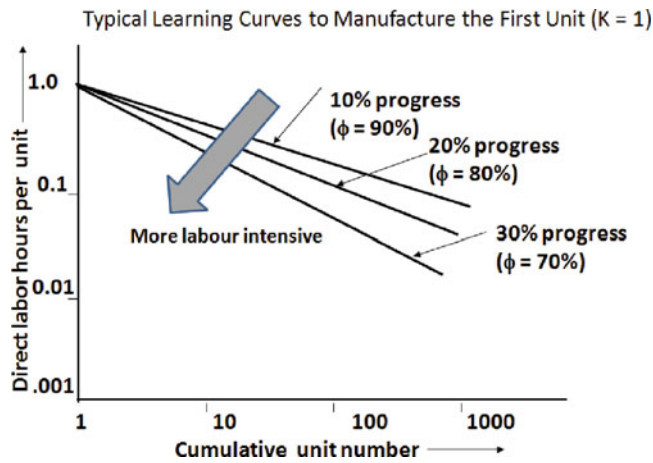 Typical Learning Curves to Manufacture the First Unit (K = 1)
Direct labor hours per unit
1.0
0.1
0.01
.001
10% progress
(ϕ = 90%)
20% progress
(ϕ = 80%)
More labour intensive
30% progress
(ϕ = 70%)
1
10
100
1000
Cumulative unit number